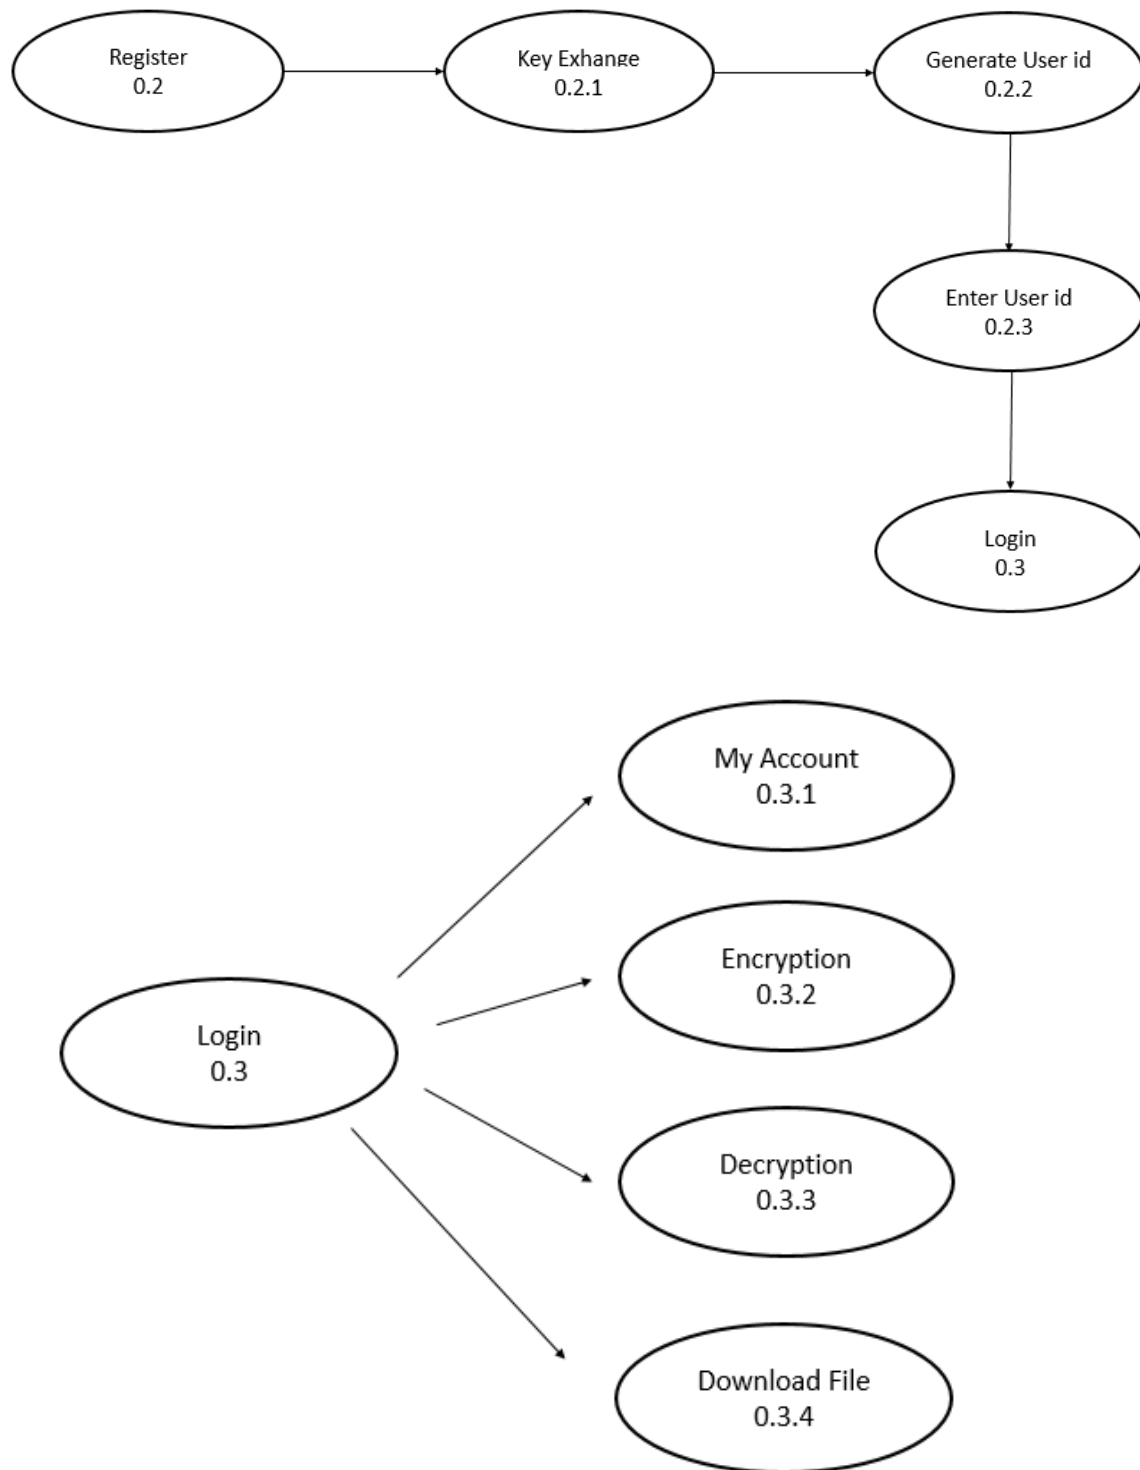 Register
0.2
Key Exhange
0.2.1
Generate User id
0.2.2
Enter User id
0.2.3
Login
0.3
My Account
0.3.1
Encryption
0.3.2
Login
0.3
Decryption
0.3.3
Download File
0.3.4